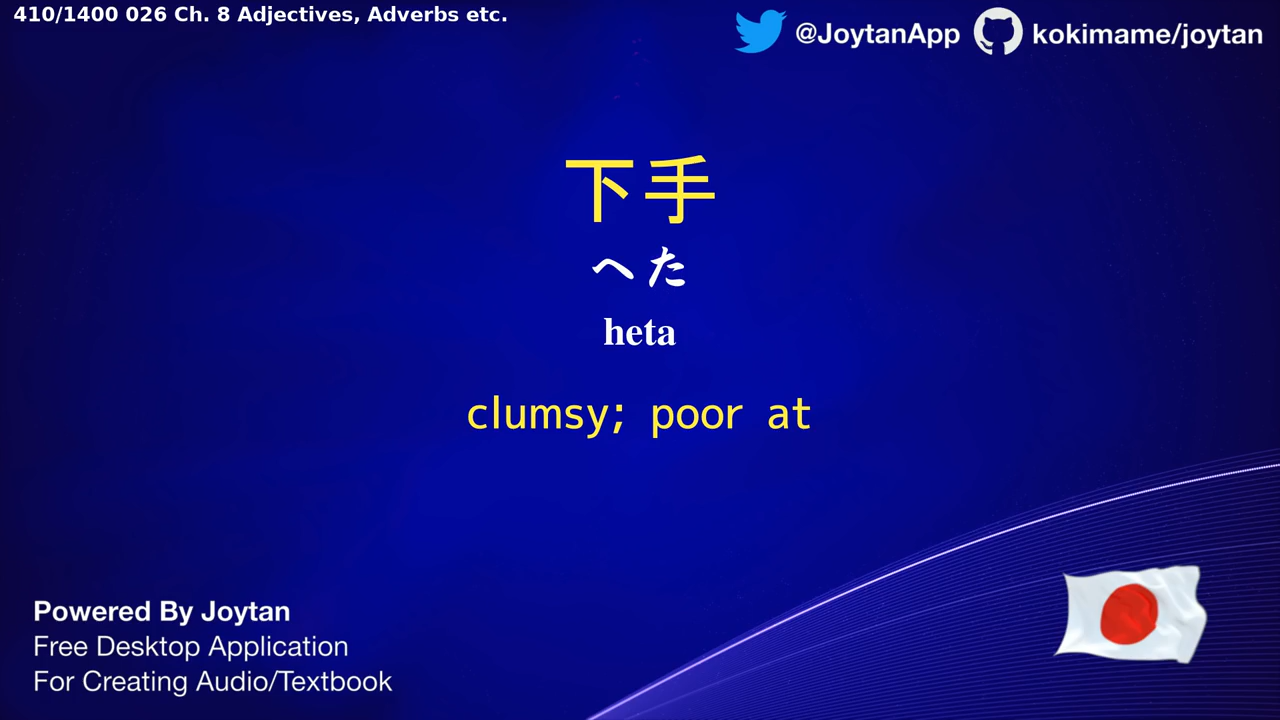 410/1400 026 Ch. 8 Adjectives, Adverbs etc.
@JoytanApp kokimame/joytan
下手
へた
heta
clumsy; poor at
Powered By Joytan
Free Desktop Application
For Creating Audio/Textbook